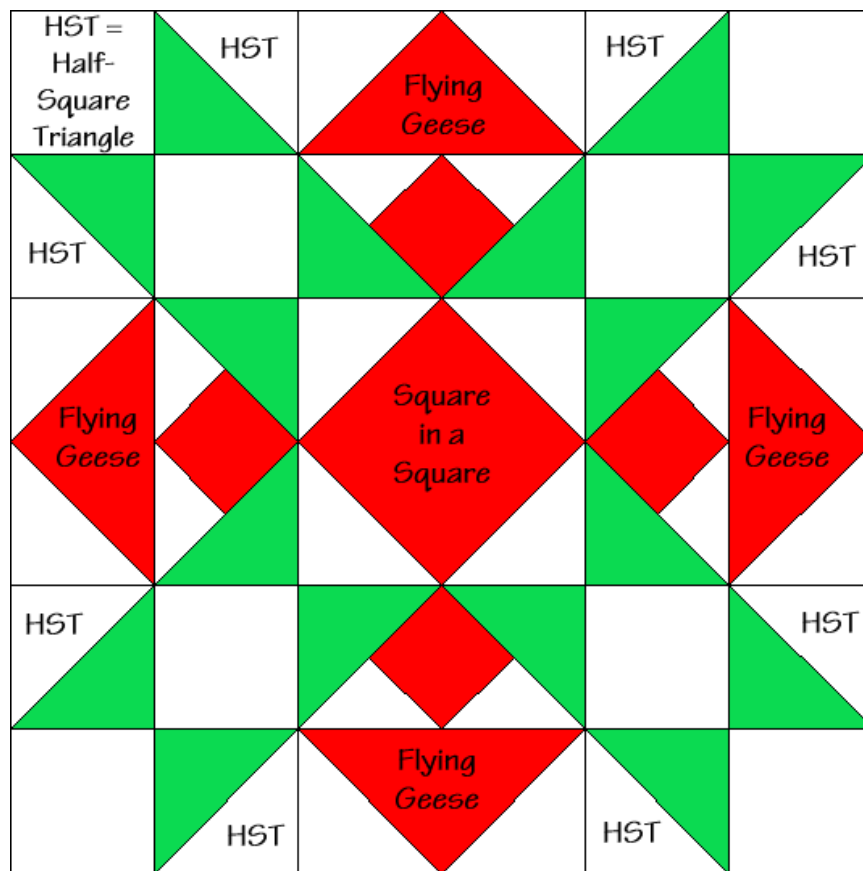 HST =
Half-
Square
Triangle
HST
Flying
Geese
HST
HST
HST
Flying
Geese
Square
in a
Square
Flying
Geese
HST
HST
Flying
Geese
HST
HST